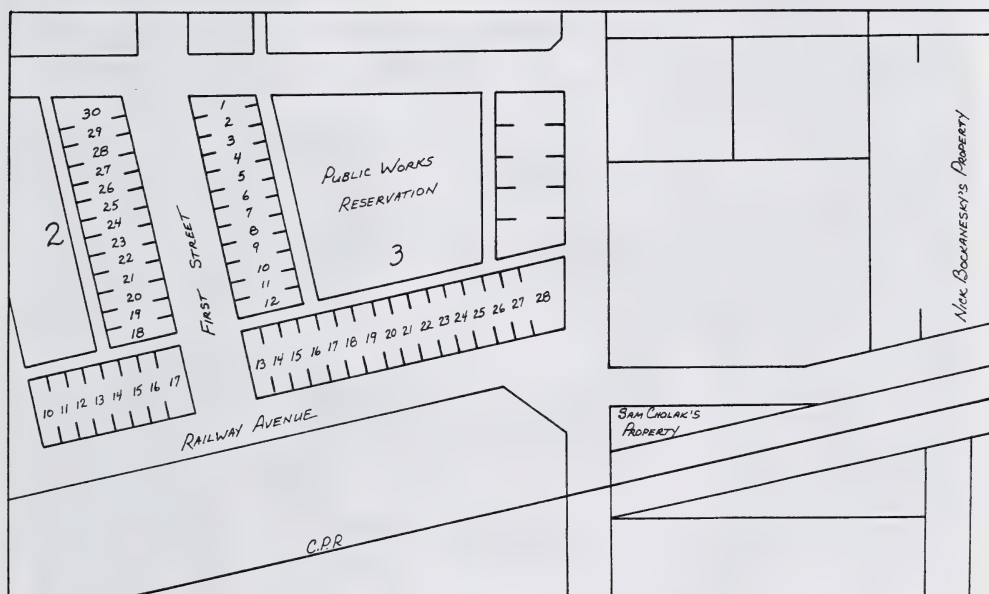 30
29
28
27
26
25
24
23
22
21
20
19
18
2
10 11 12 13 14 15 16 17
FIRST STREET
1
2
3
4
5
6
7
8
9
10
11
12
PUBLIC WORKS
RESERVATION
3
13 14 15 16 17 18 19 20 21 22 23 24 25 26 27 28
RAILWAY AVENUE
C.P.R
SAM CHOLAK'S
PROPERTY
NICK BOCKANESKY'S PROPERTY